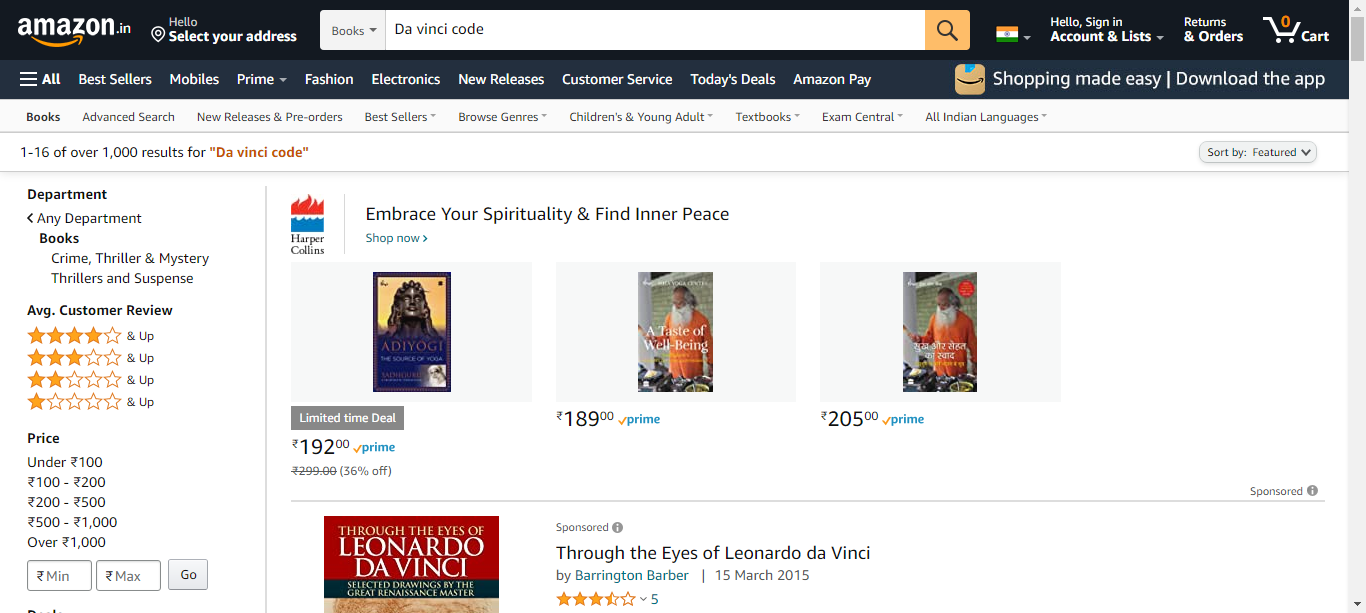 amazon.in
Hello
Select your address
Books
Da vinci code
Hello, Sign in
Account & Lists
Returns
& Orders
0
Cart
All
Best Sellers
Mobiles
Prime
Fashion
Electronics
New Releases
Customer Service
Today's Deals
Amazon Pay
Shopping made easy | Download the app
Books
Advanced Search
New Releases & Pre-orders
Best Sellers
Browse Genres
Children's & Young Adult
Textbooks
Exam Central
All Indian Languages
1-16 of over 1,000 results for "Da vinci code"
Sort by: Featured
Department
Any Department
Books
Crime, Thriller & Mystery
Thrillers and Suspense
Avg. Customer Review
& Up
& Up
& Up
& Up
Price
Under ₹100
₹100 - ₹200
₹200 - ₹500
₹500 - ₹1,000
Over ₹1,000
₹ Min
₹ Max
Go
Harper
Collins
Embrace Your Spirituality & Find Inner Peace
Shop now
ADIYOGI
THE SOURCE OF YOGA
SADHGURU
A Taste of
Well-Being
सुख और सेहत
का स्वाद
Limited time Deal
₹19200 prime
₹299.00 (36% off)
₹18900 prime
₹20500 prime
Sponsored
THROUGH THE EYES OF
LEONARDO
DA VINCI
SELECTED DRAWINGS BY THE
GREAT RENAISSANCE MASTER
Sponsored
Through the Eyes of Leonardo da Vinci
by Barrington Barber | 15 March 2015
5